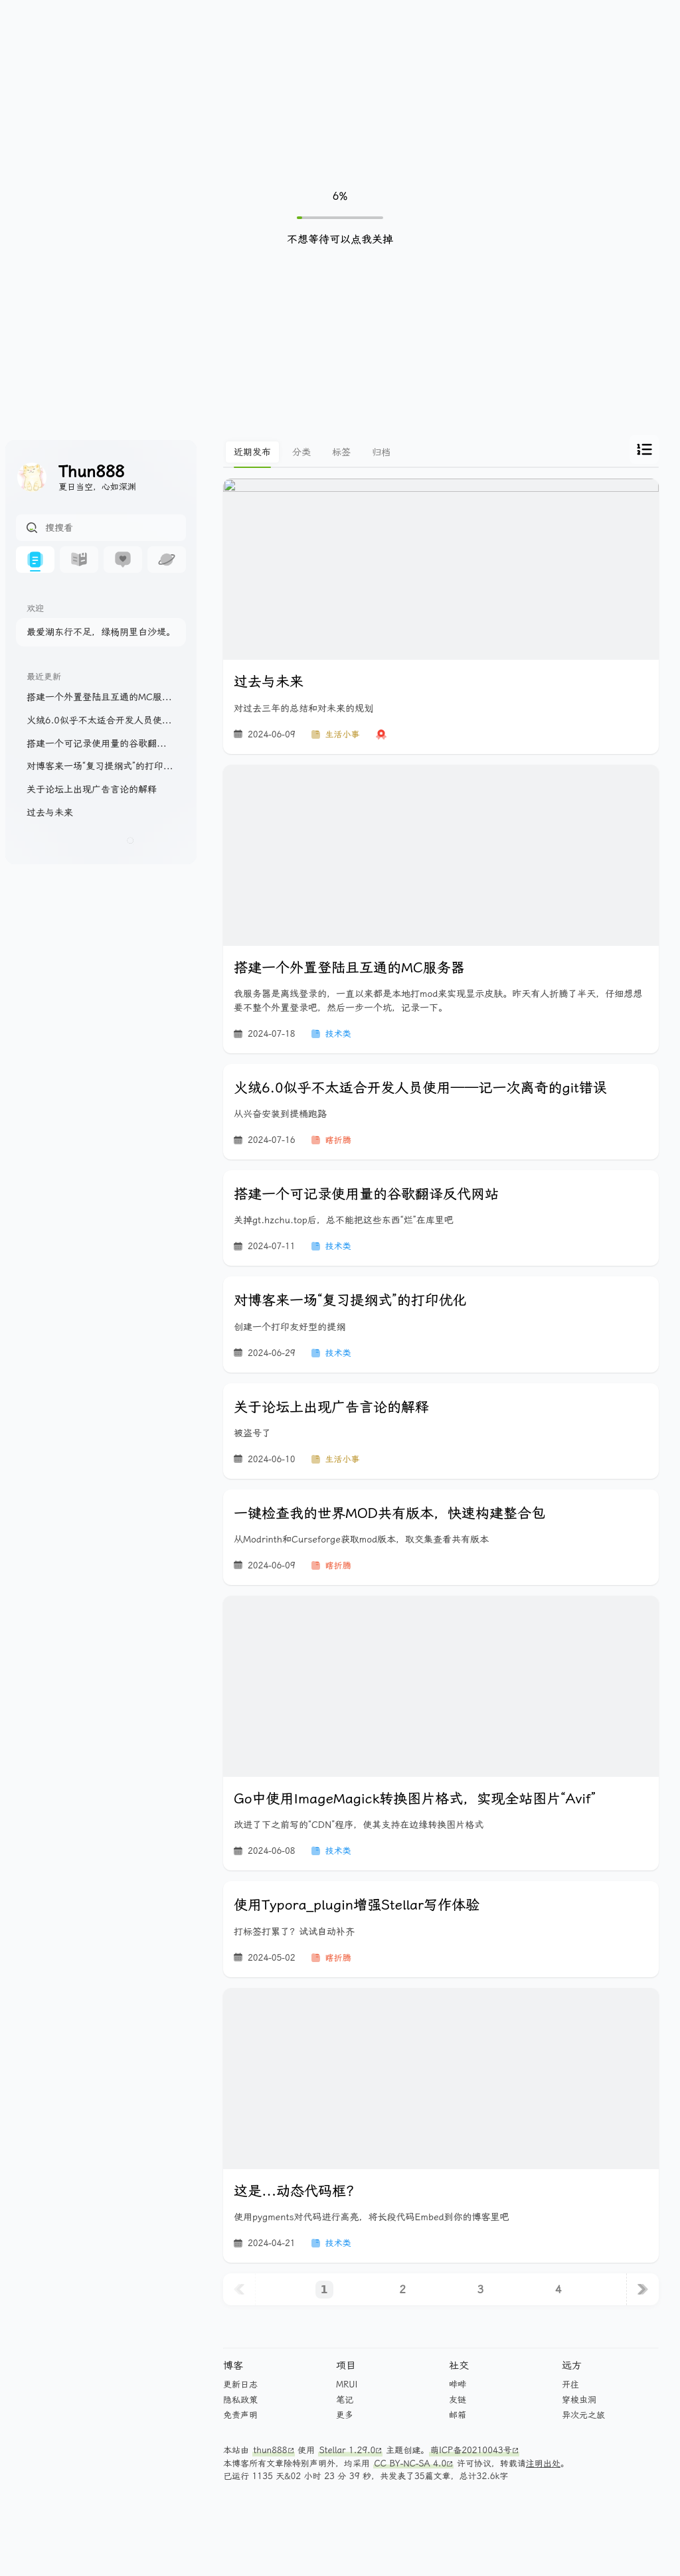 6%
不想等待可以点我关掉
Thun888
夏日当空，心如深渊
搜搜看
欢迎
最爱湖东行不足，绿杨阴里白沙堤。
最近更新
搭建一个外置登陆且互通的MC服...
火绒6.0似乎不太适合开发人员使...
搭建一个可记录使用量的谷歌翻...
对博客来一场“复习提纲式”的打印...
关于论坛上出现广告言论的解释
过去与未来
近期发布 分类 标签 归档
过去与未来
对过去三年的总结和对未来的规划
2024-06-09 生活小事
搭建一个外置登陆且互通的MC服务器
我服务器是离线登录的，一直以来都是本地打mod来实现显示皮肤。昨天有人折腾了半天，仔细想想
要不整个外置登录吧，然后一步一个坑，记录一下。
2024-07-18 技术类
火绒6.0似乎不太适合开发人员使用——记一次离奇的git错误
从兴奋安装到提桶跑路
2024-07-16 瞎折腾
搭建一个可记录使用量的谷歌翻译反代网站
关掉gt.hzchu.top后，总不能把这些东西“烂”在库里吧
2024-07-11 技术类
对博客来一场“复习提纲式”的打印优化
创建一个打印友好型的提纲
2024-06-29 技术类
关于论坛上出现广告言论的解释
被盗号了
2024-06-10 生活小事
一键检查我的世界MOD共有版本，快速构建整合包
从Modrinth和Curseforge获取mod版本，取交集查看共有版本
2024-06-09 瞎折腾
Go中使用ImageMagick转换图片格式，实现全站图片“Avif”
改进了下之前写的“CDN”程序，使其支持在边缘转换图片格式
2024-06-08 技术类
使用Typora_plugin增强Stellar写作体验
打标签打累了？试试自动补齐
2024-05-02 瞎折腾
这是...动态代码框？
使用pygments对代码进行高亮，将长段代码Embed到你的博客里吧
2024-04-21 技术类
1 2 3 4
博客 项目 社交 远方
更新日志 MRUI 哔哔 开往
隐私政策 笔记 友链 穿梭虫洞
免责声明 更多 邮箱 异次元之旅
本站由 thun888 使用 Stellar 1.29.0 主题创建。萌ICP备20210043号
本博客所有文章除特别声明外，均采用 CC BY-NC-SA 4.0 许可协议，转载请注明出处。
已运行 1135 天&02 小时 23 分 39 秒，共发表了35篇文章，总计32.6k字